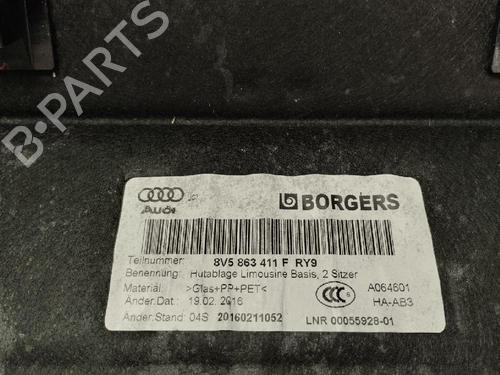 B-PARTS
Audi
BORGERS
Teilnummer: 8V5 863 411 F RY9
Benennung: Hutablage Limousine Basis, 2 Sitzer
Material: >Glas+PP+PET<
Änder.Dat.: 19.02.2016
Änder.Stand: 04S 20160211052
CCC
A064601
HA-AB3
LNR 00055928-01